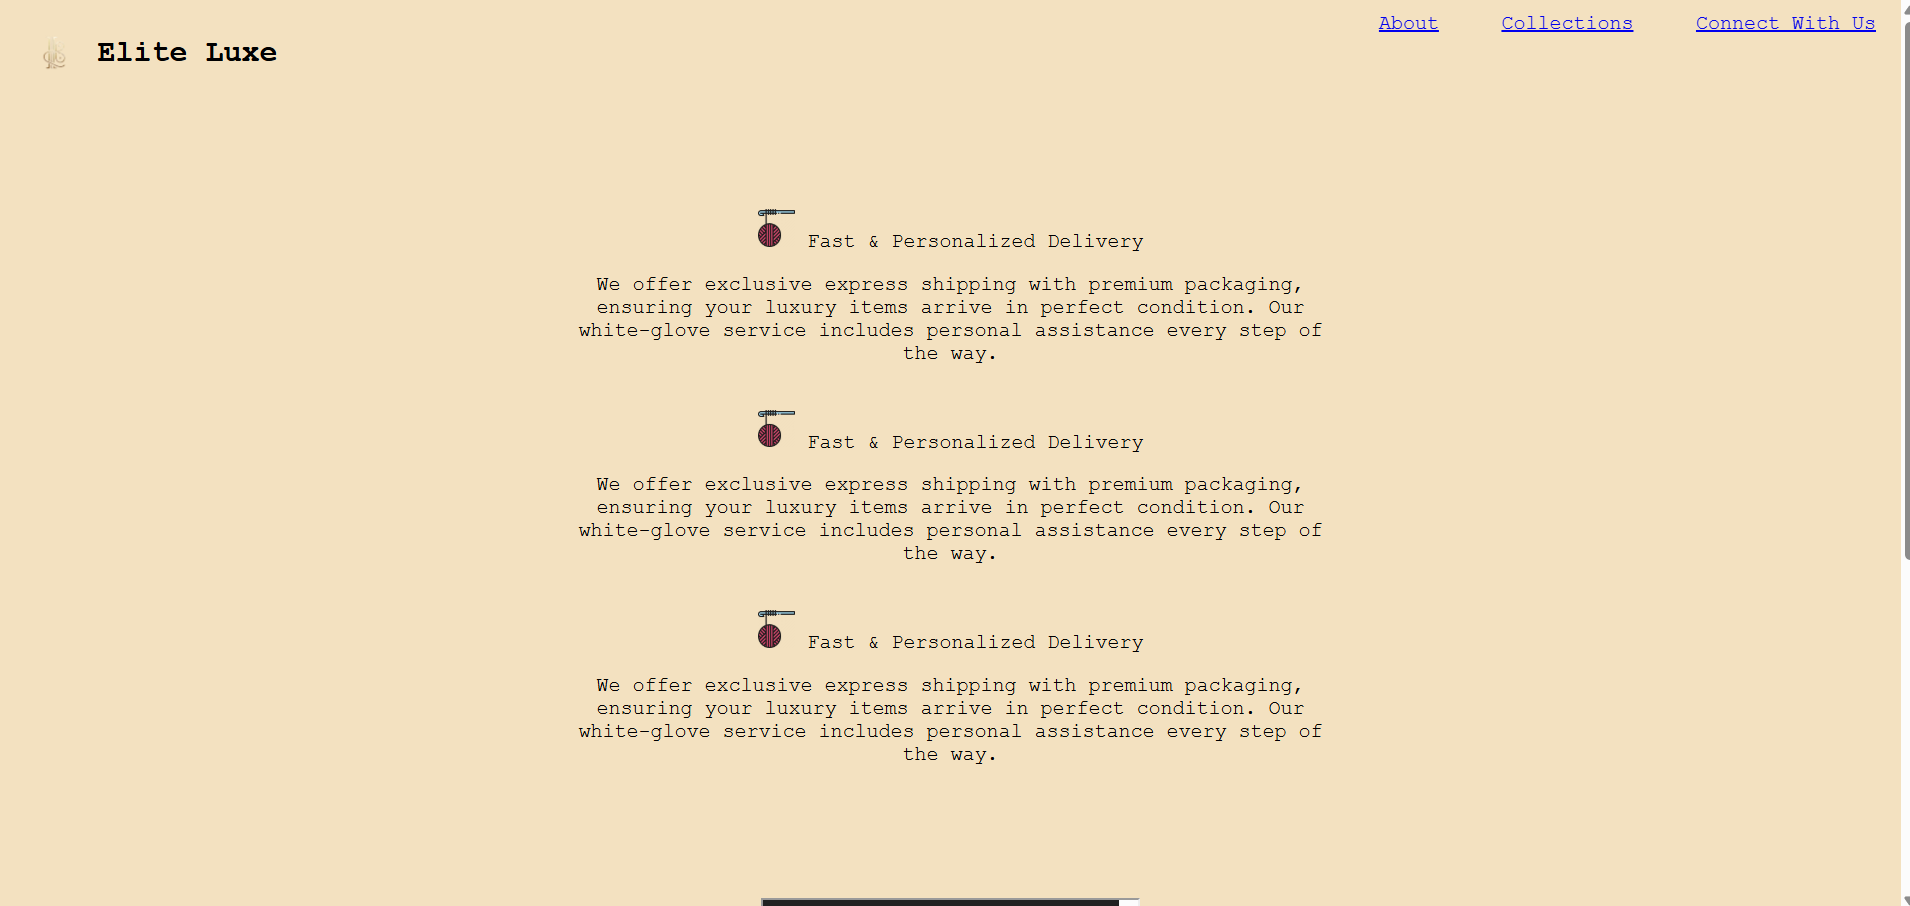 About Collections Connect With Us
Elite Luxe
Fast & Personalized Delivery
We offer exclusive express shipping with premium packaging,
ensuring your luxury items arrive in perfect condition. Our
white-glove service includes personal assistance every step of
the way.
Fast & Personalized Delivery
We offer exclusive express shipping with premium packaging,
ensuring your luxury items arrive in perfect condition. Our
white-glove service includes personal assistance every step of
the way.
Fast & Personalized Delivery
We offer exclusive express shipping with premium packaging,
ensuring your luxury items arrive in perfect condition. Our
white-glove service includes personal assistance every step of
the way.